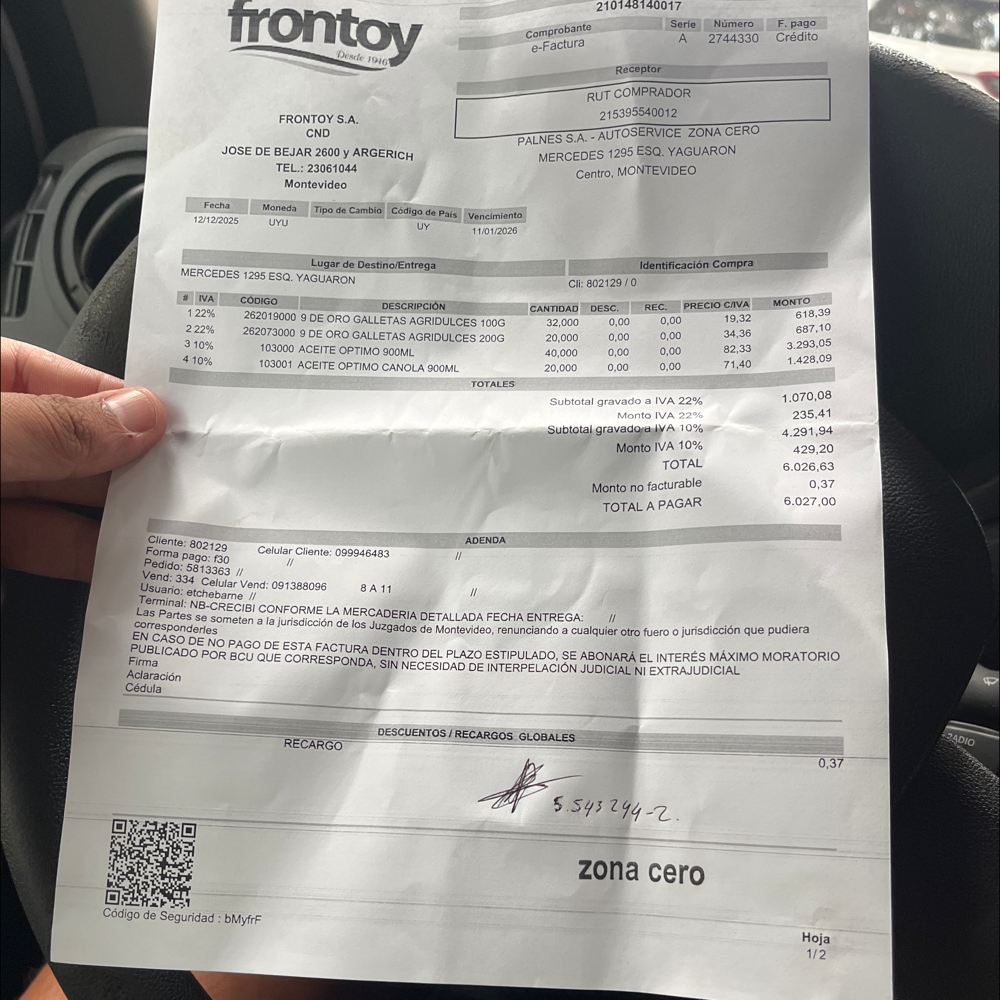 frontoy
Desde 1946
210148140017
Comprobante Serie Número F. pago
e-Factura A 2744330 Crédito
Receptor
RUT COMPRADOR
215395540012
PALNES S.A. - AUTOSERVICE ZONA CERO
MERCEDES 1295 ESQ. YAGUARON
Centro, MONTEVIDEO
FRONTOY S.A.
CND
JOSE DE BEJAR 2600 y ARGERICH
TEL.: 23061044
Montevideo
Fecha Moneda Tipo de Cambio Código de País Vencimiento
12/12/2025 UYU UY 11/01/2026
Lugar de Destino/Entrega Identificación Compra
MERCEDES 1295 ESQ. YAGUARON Cli: 802129 / 0
# IVA CÓDIGO DESCRIPCIÓN CANTIDAD DESC. REC. PRECIO C/IVA MONTO
1 22% 262019000 9 DE ORO GALLETAS AGRIDULCES 100G 32,000 0,00 0,00 19,32 618,39
2 22% 262073000 9 DE ORO GALLETAS AGRIDULCES 200G 20,000 0,00 0,00 34,36 687,10
3 10% 103000 ACEITE OPTIMO 900ML 40,000 0,00 0,00 82,33 3.293,05
4 10% 103001 ACEITE OPTIMO CANOLA 900ML 20,000 0,00 0,00 71,40 1.428,09
TOTALES
Subtotal gravado a IVA 22% 1.070,08
Monto IVA 22% 235,41
Subtotal gravado a IVA 10% 4.291,94
Monto IVA 10% 429,20
TOTAL 6.026,63
Monto no facturable 0,37
TOTAL A PAGAR 6.027,00
ADENDA
Cliente: 802129 Celular Cliente: 099946483 //
Forma pago: f30 //
Pedido: 5813363 //
Vend: 334 Celular Vend: 091388096 8 A 11 //
Usuario: etchebarne //
Terminal: NB-CRECIBI CONFORME LA MERCADERIA DETALLADA FECHA ENTREGA: //
Las Partes se someten a la jurisdicción de los Juzgados de Montevideo, renunciando a cualquier otro fuero o jurisdicción que pudiera
corresponderles
EN CASO DE NO PAGO DE ESTA FACTURA DENTRO DEL PLAZO ESTIPULADO, SE ABONARÁ EL INTERÉS MÁXIMO MORATORIO
PUBLICADO POR BCU QUE CORRESPONDA, SIN NECESIDAD DE INTERPELACIÓN JUDICIAL NI EXTRAJUDICIAL
Firma
Aclaración
Cédula
DESCUENTOS / RECARGOS GLOBALES
RECARGO 0,37
5.543294-2.
zona cero
Código de Seguridad : bMyfrF
Hoja
1/2